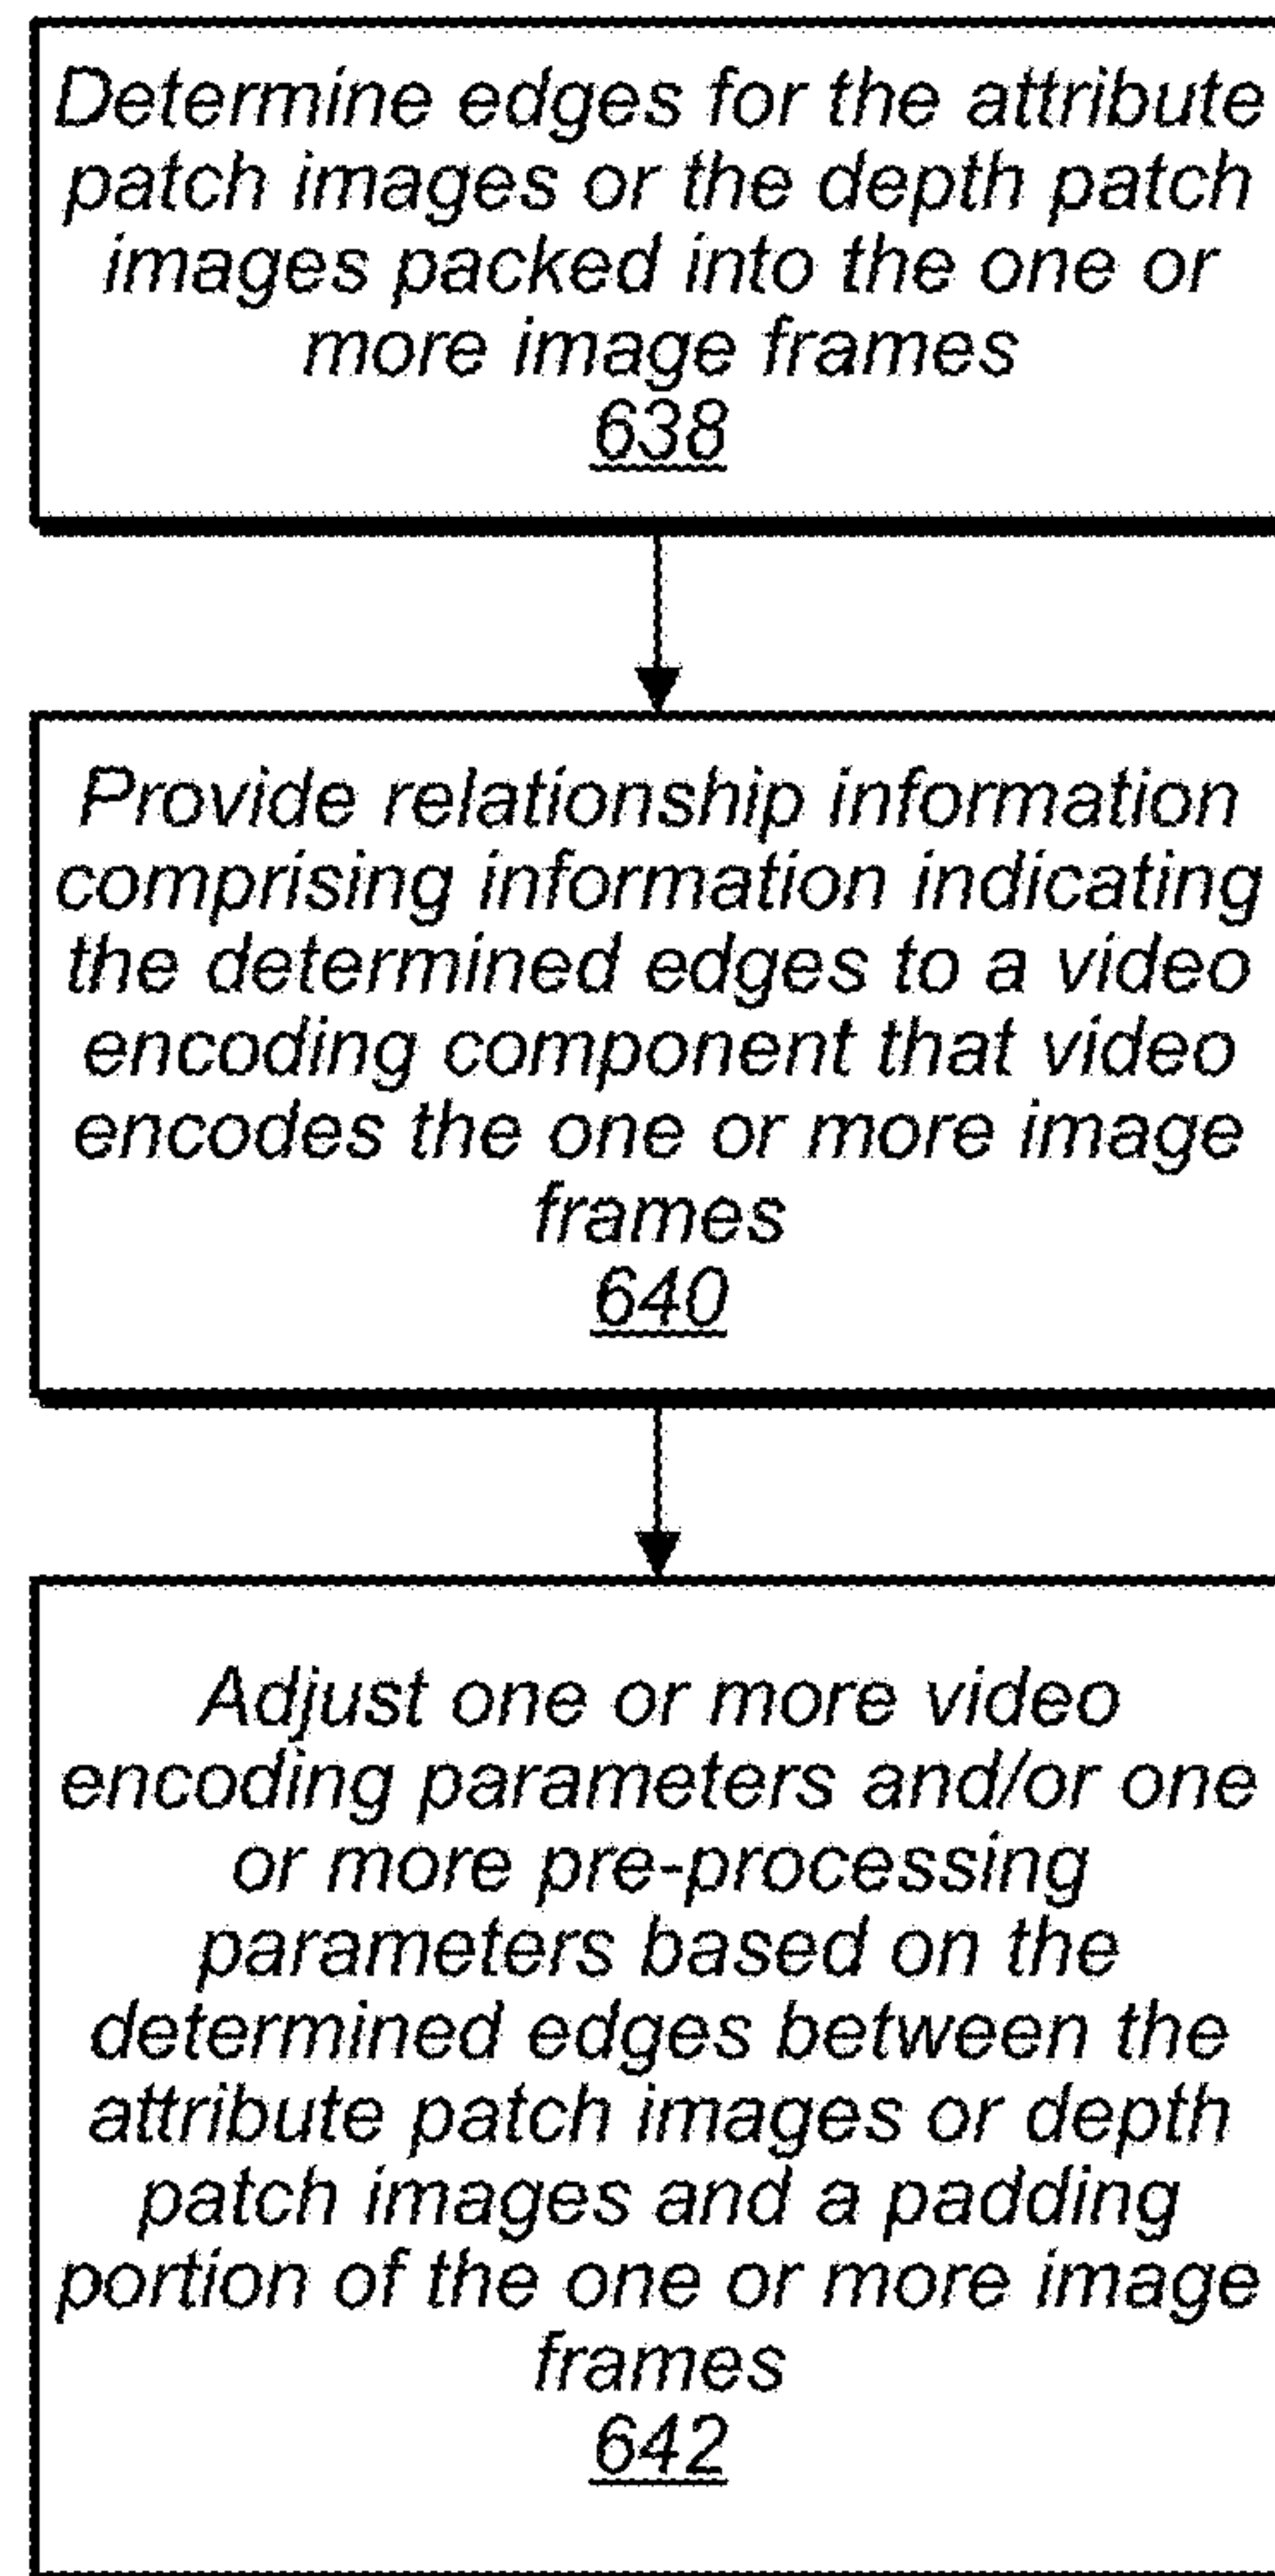 Determine edges for the attribute
patch images or the depth patch
images packed into the one or
more image frames
638
Provide relationship information
comprising information indicating
the determined edges to a video
encoding component that video
encodes the one or more image
frames
640
Adjust one or more video
encoding parameters and/or one
or more pre-processing
parameters based on the
determined edges between the
attribute patch images or depth
patch images and a padding
portion of the one or more image
frames
642